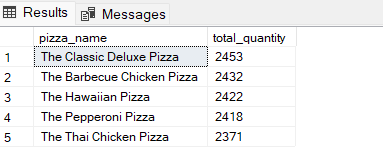 Results Messages
pizza_name total_quantity
1 The Classic Deluxe Pizza 2453
2 The Barbecue Chicken Pizza 2432
3 The Hawaiian Pizza 2422
4 The Pepperoni Pizza 2418
5 The Thai Chicken Pizza 2371